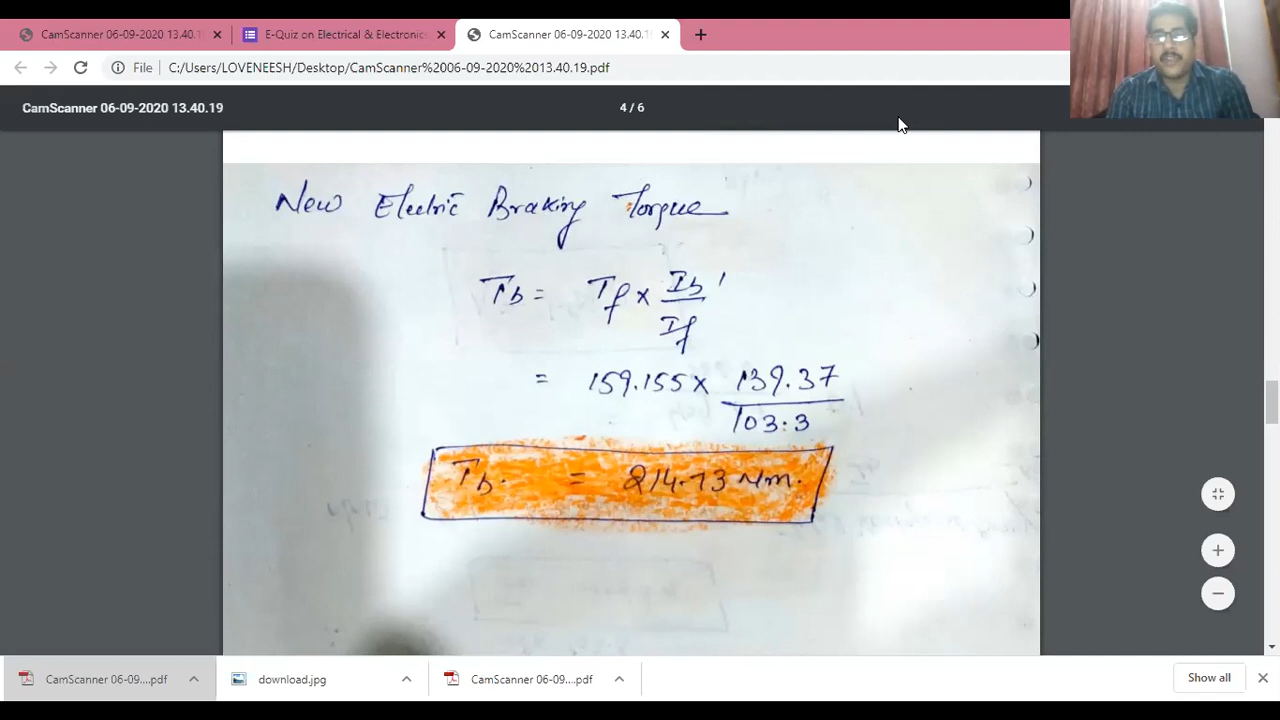 CamScanner 06-09-2020 13.40.1
E-Quiz on Electrical & Electronics
CamScanner 06-09-2020 13.40.1
File
C:/Users/LOVENEESH/Desktop/CamScanner%2006-09-2020%2013.40.19.pdf
CamScanner 06-09-2020 13.40.19
4 / 6
New Electric Braking Torque
Tb = Tf × Ib' / If
= 159.155 × 139.37 / 103.3
Tb. = 214.73 Nm.
CamScanner 06-09....pdf
download.jpg
CamScanner 06-09....pdf
Show all